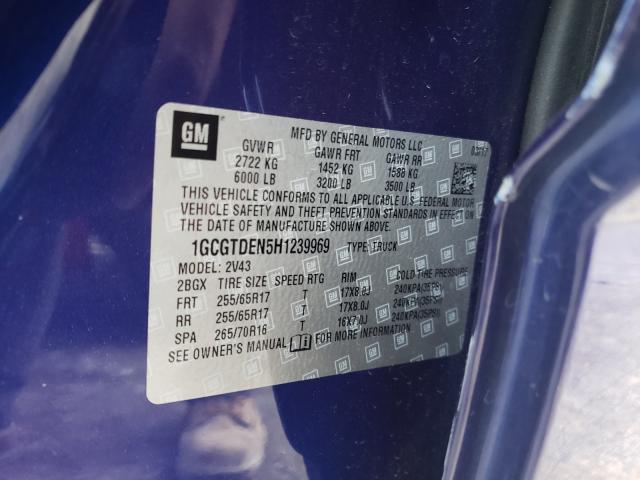 GM
MFD BY GENERAL MOTORS LLC
03/17
GVWR GAWR FRT GAWR RR
2722 KG 1452 KG 1588 KG
6000 LB 3200 LB 3500 LB
THIS VEHICLE CONFORMS TO ALL APPLICABLE U.S. FEDERAL MOTOR
VEHICLE SAFETY AND THEFT PREVENTION STANDARDS IN EFFECT ON
THE DATE OF MANUFACTURE SHOWN ABOVE.
1GCGTDEN5H1239969 TYPE: TRUCK
MODEL: 2V43
2BGX TIRE SIZE SPEED RTG RIM COLD TIRE PRESSURE
FRT 255/65R17 T 17X8.0J 240KPA(35PSI)
RR 255/65R17 T 17X8.0J 240KPA(35PSI)
SPA 265/70R16 T 16X7.0J 240KPA(35PSI)
SEE OWNER'S MANUAL FOR MORE INFORMATION.